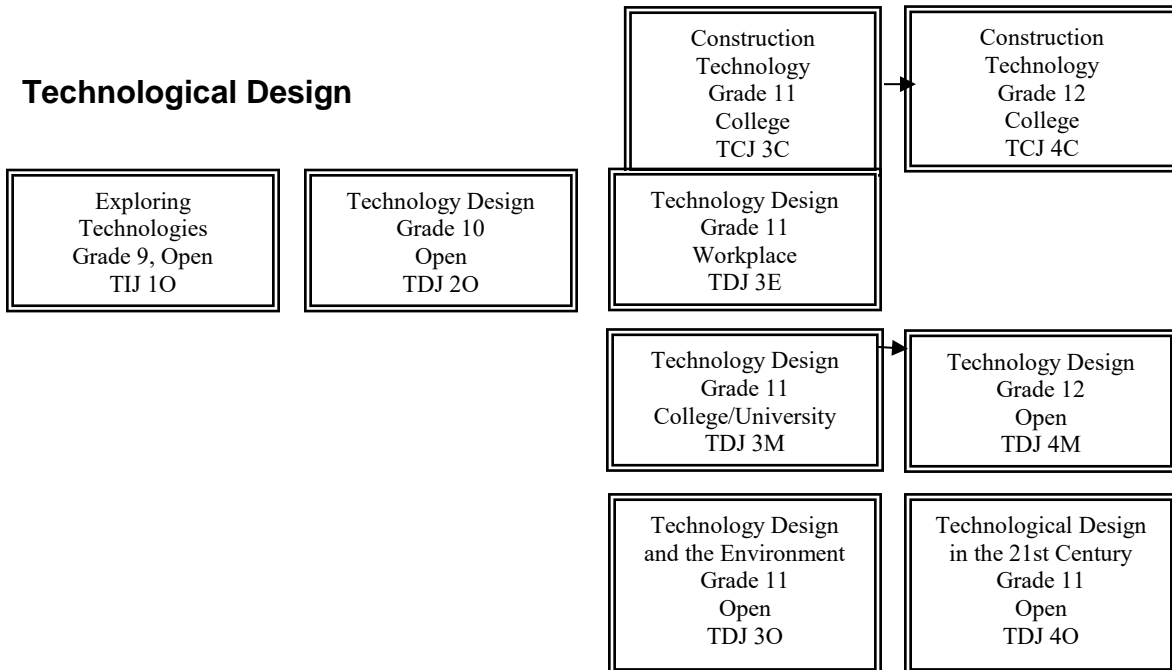 Technological Design
Construction
Technology
Grade 11
College
TCJ 3C
Construction
Technology
Grade 12
College
TCJ 4C
Exploring
Technologies
Grade 9, Open
TIJ 1O
Technology Design
Grade 10
Open
TDJ 2O
Technology Design
Grade 11
Workplace
TDJ 3E
Technology Design
Grade 11
College/University
TDJ 3M
Technology Design
Grade 12
Open
TDJ 4M
Technology Design
and the Environment
Grade 11
Open
TDJ 3O
Technological Design
in the 21st Century
Grade 11
Open
TDJ 4O